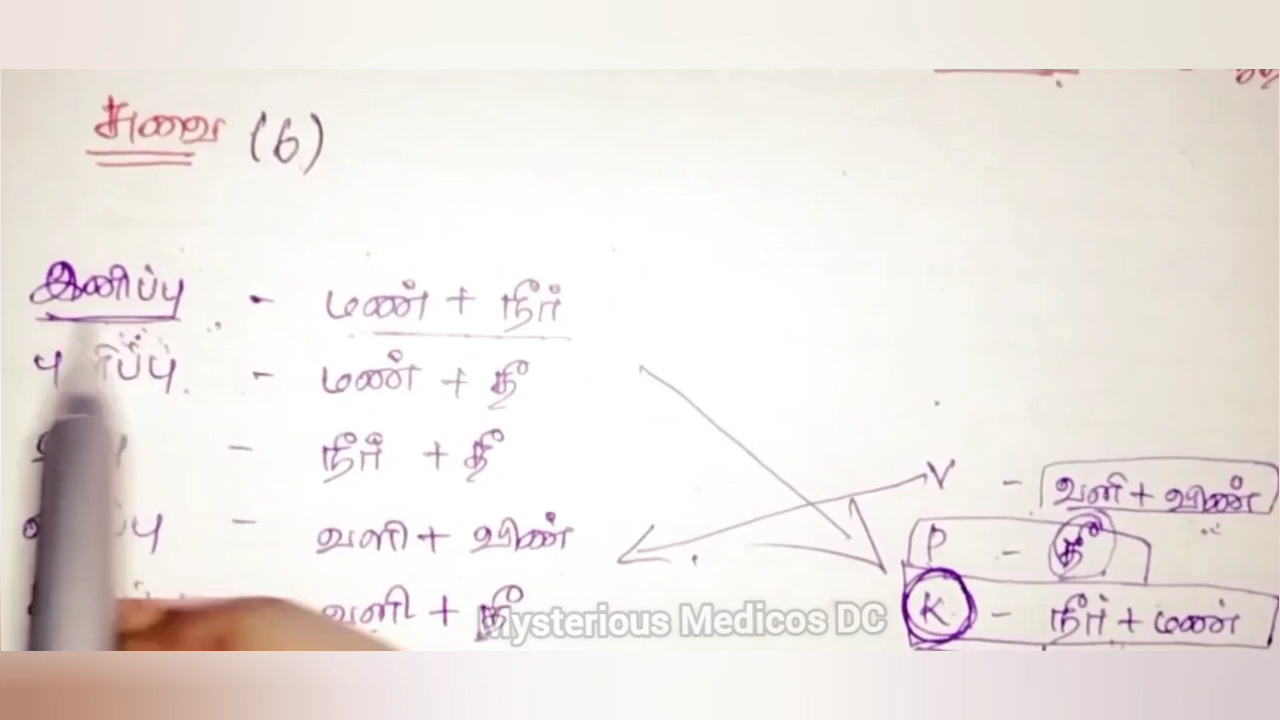 சுவை (6)
இனிப்பு - மண் + நீர்
மண் + தீ
- நீர் + தீ
- வளி + விண்
வளி + தீ
V - வளி + விண்
P - தீ
K - நீர் + மண்
Mysterious Medicos DC